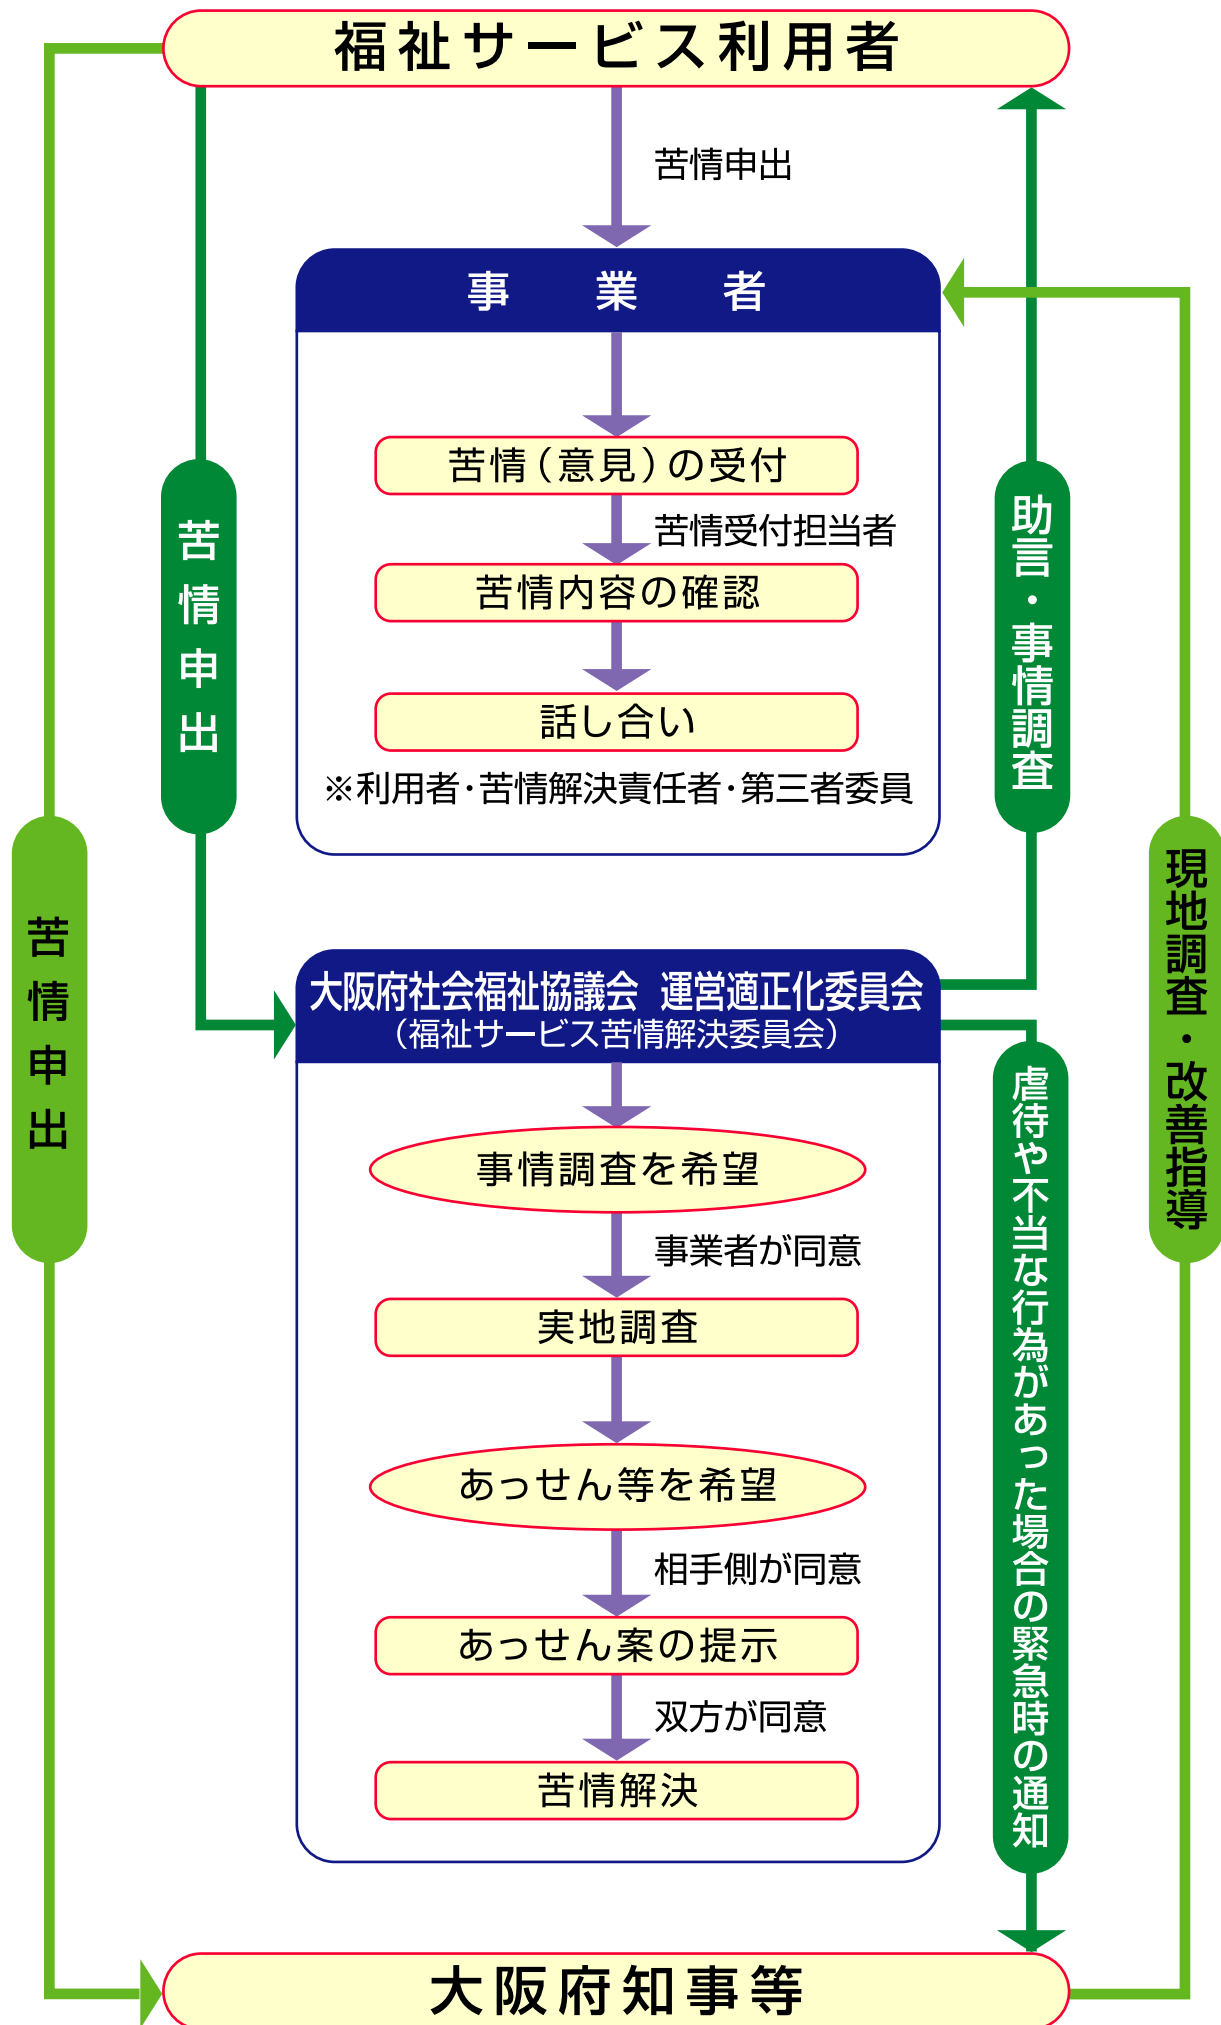 福祉サービス利用者
苦情申出
事業者
苦情（意見）の受付
苦情受付担当者
苦情内容の確認
話し合い
※利用者・苦情解決責任者・第三者委員
苦情申出
助言・事情調査
苦情申出
現地調査・改善指導
大阪府社会福祉協議会 運営適正化委員会
（福祉サービス苦情解決委員会）
事情調査を希望
事業者が同意
実地調査
あっせん等を希望
相手側が同意
あっせん案の提示
双方が同意
苦情解決
虐待や不当な行為があった場合の緊急時の通知
大阪府知事等